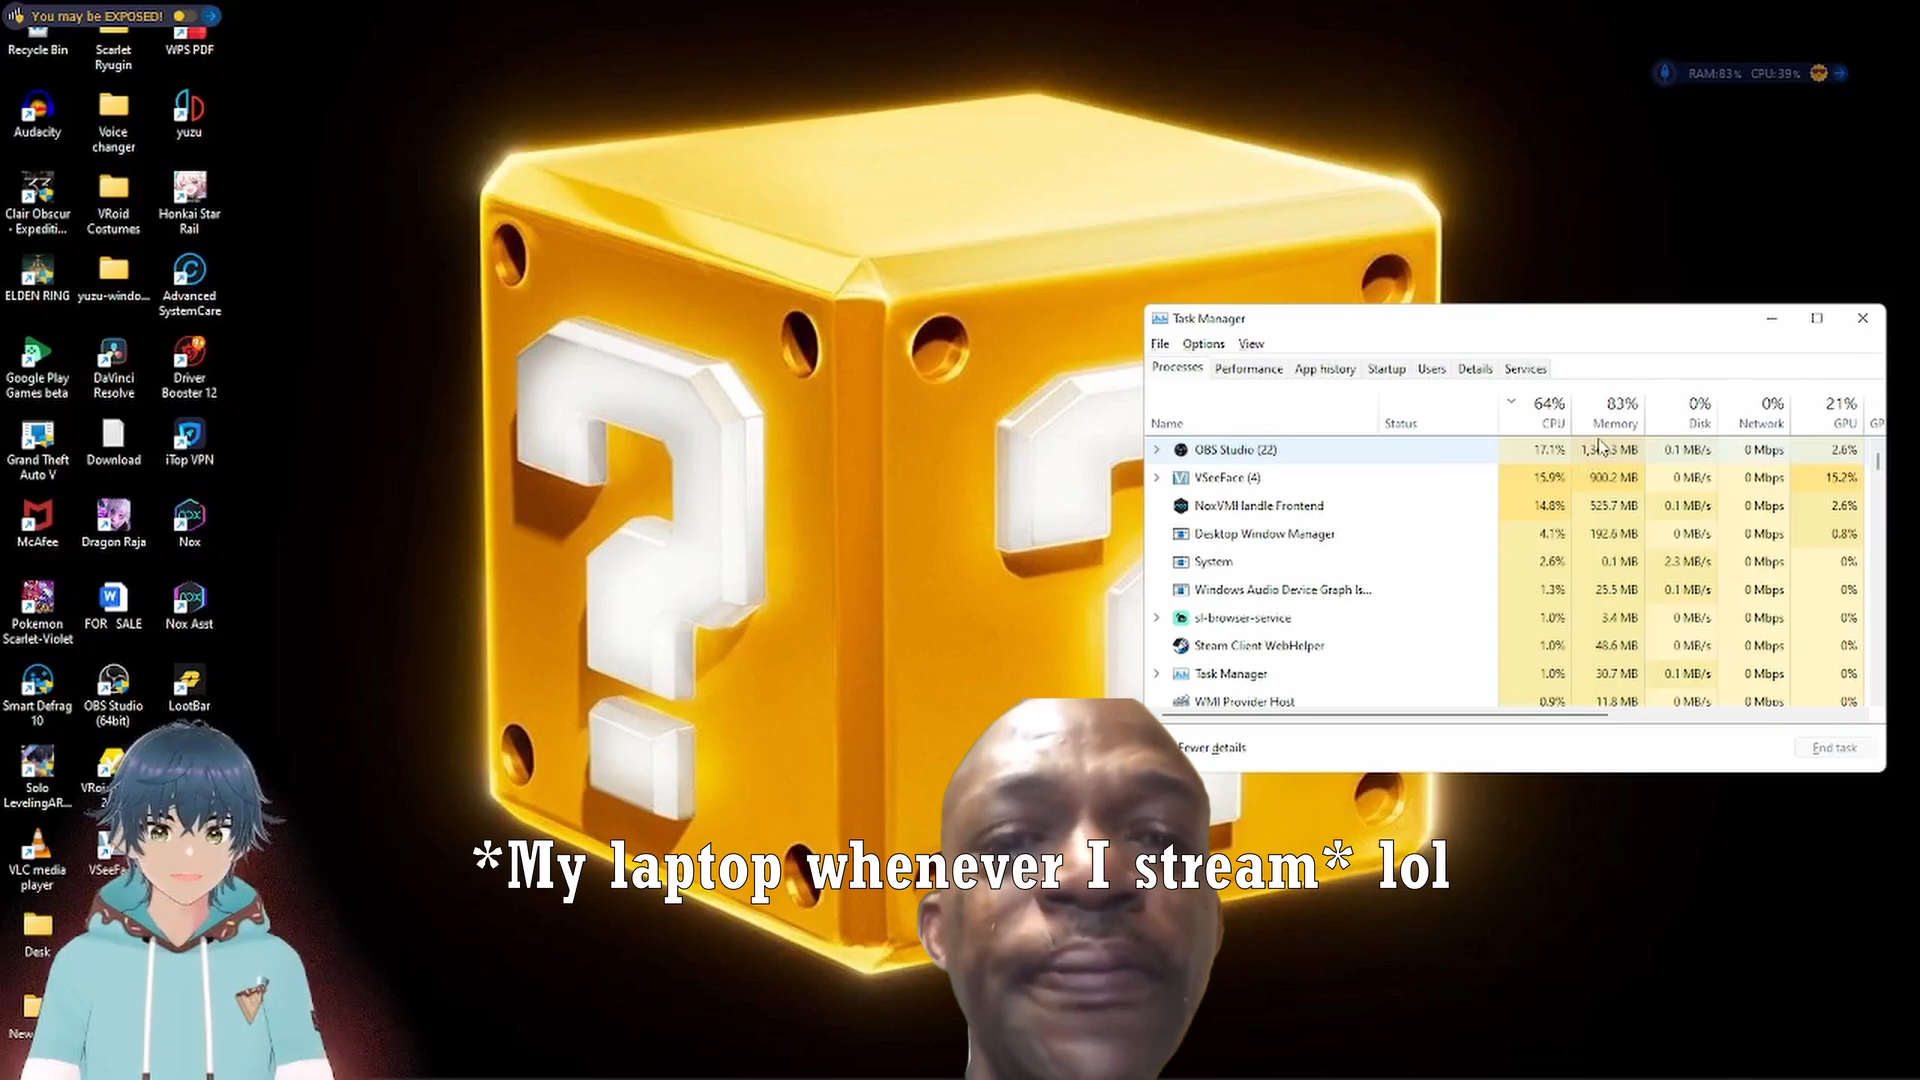 You may be EXPOSED!
Recycle Bin
Scarlet
Ryugin
WPS PDF
RAM:83% CPU:39%
Audacity
Voice
changer
yuzu
Clair Obscur
- Expediti...
VRoid
Costumes
Honkai Star
Rail
ELDEN RING
yuzu-windo...
Advanced
SystemCare
Google Play
Games beta
DaVinci
Resolve
Driver
Booster 12
Grand Theft
Auto V
Download
iTop VPN
McAfee
Dragon Raja
Nox
Pokemon
Scarlet-Violet
FOR SALE
Nox Asst
Smart Defrag
10
OBS Studio
(64bit)
LootBar
Solo
LevelingAR...
VLC media
player
Desk
Task Manager
File Options View
Processes Performance App history Startup Users Details Services
64% 83% 0% 0% 21%
Name Status CPU Memory Disk Network GPU GP
OBS Studio (22) 17.1% MB 0.1 MB/s 0 Mbps 2.6%
VSeeFace (4) 15.9% 900.2 MB 0 MB/s 0 Mbps 15.2%
NoxVMHandle Frontend 14.8% 525.7 MB 0.1 MB/s 0 Mbps 2.6%
Desktop Window Manager 4.1% 192.6 MB 0 MB/s 0 Mbps 0.8%
System 2.6% 0.1 MB 2.3 MB/s 0 Mbps 0%
Windows Audio Device Graph Is... 1.3% 25.5 MB 0.1 MB/s 0 Mbps 0%
sl-browser-service 1.0% 3.4 MB 0 MB/s 0 Mbps 0%
Steam Client WebHelper 1.0% 48.6 MB 0 MB/s 0 Mbps 0%
Task Manager 1.0% 30.7 MB 0.1 MB/s 0 Mbps 0%
WMI Provider Host 0.9% 11.8 MB 0 MB/s 0 Mbps 0%
Fewer details End task
*My laptop whenever I stream* lol